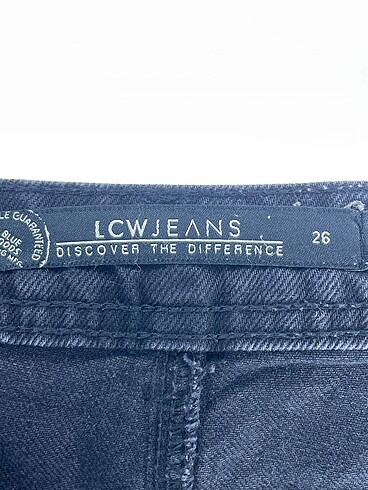 LCWJEANS
DISCOVER THE DIFFERENCE
26
GUARANTEED
BLUE